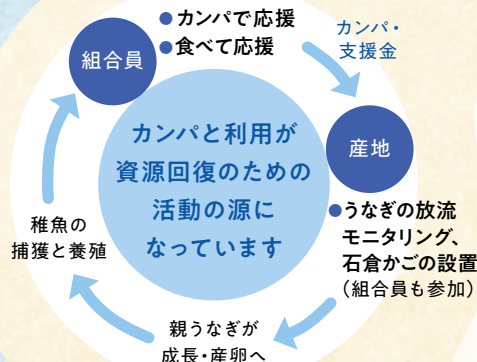 ●カンパで応援
●食べて応援
組合員
カンパ・
支援金
産地
●うなぎの放流
モニタリング、
石倉かごの設置
（組合員も参加）
親うなぎが
成長・産卵へ
稚魚の
捕獲と養殖
カンパと利用が
資源回復のための
活動の源に
なっています